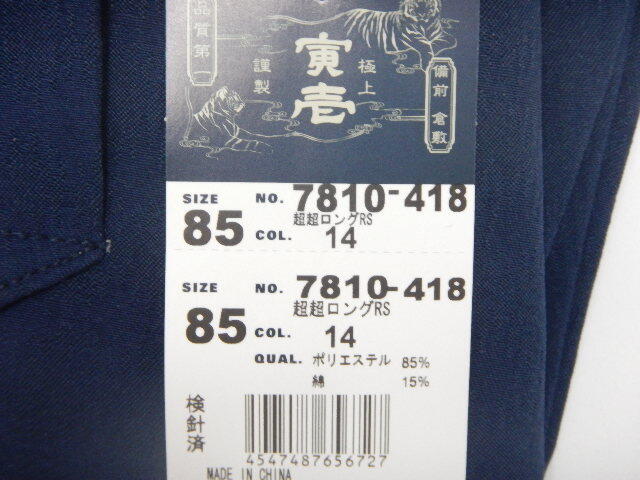 品質第一
寅壱
極上
謹製
備前倉敷
SIZE NO. 7810-418
超超ロングRS
85 COL. 14
SIZE NO. 7810-418
超超ロングRS
85 COL. 14
QUAL. ポリエステル 85%
綿 15%
検針済
4547487656727
MADE IN CHINA